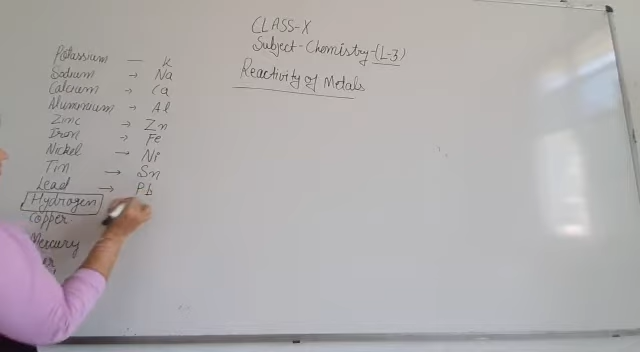 CLASS-X
Subject-Chemistry-(L-3)
Reactivity of Metals
Potassium — K
Sodium → Na
Calcium → Ca
Aluminium → Al
Zinc → Zn
Iron → Fe
Nickel → Ni
Tin → Sn
Lead → Pb
Hydrogen
Copper
Mercury